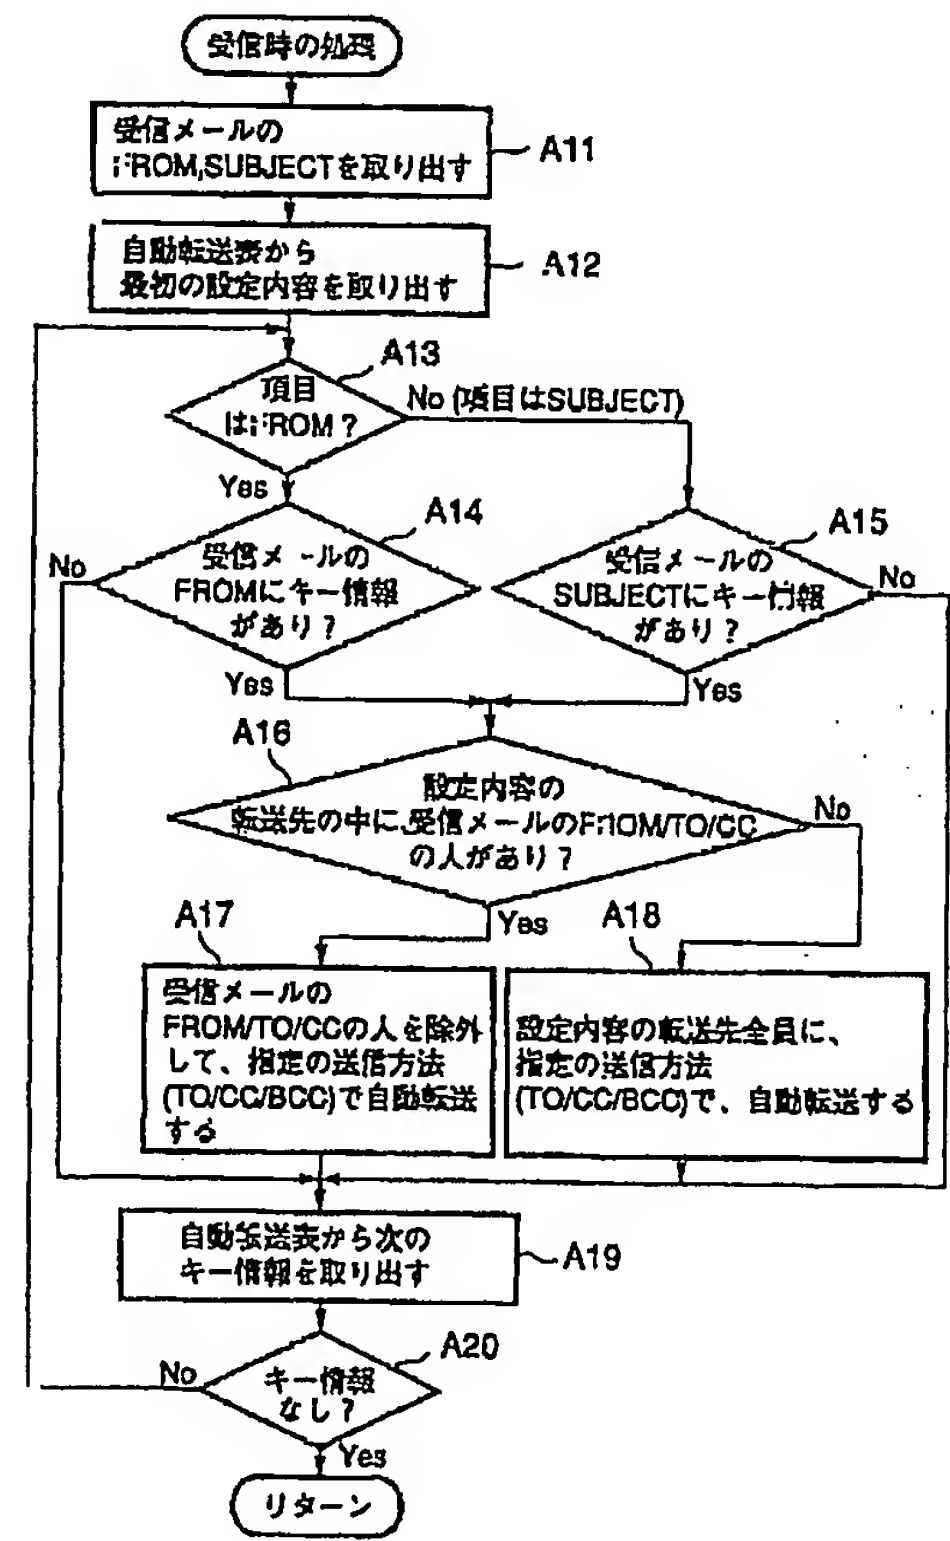 受信時の処理
受信メールの
FROM,SUBJECTを取り出す
A11
自動転送表から
最初の設定内容を取り出す
A12
A13
項目
はFROM？
No (項目はSUBJECT)
Yes
A14
受信メールの
FROMにキー情報
があり？
No
Yes
A15
受信メールの
SUBJECTにキー情報
があり？
No
Yes
A16
設定内容の
転送先の中に、受信メールのFROM/TO/CC
の人があり？
No
Yes
A17
受信メールの
FROM/TO/CCの人を除外
して、指定の送信方法
(TO/CC/BCC)で自動転送
する
A18
設定内容の転送先全員に、
指定の送信方法
(TO/CC/BCC)で、自動転送する
自動転送表から次の
キー情報を取り出す
A19
A20
キー情報
なし？
No
Yes
リターン